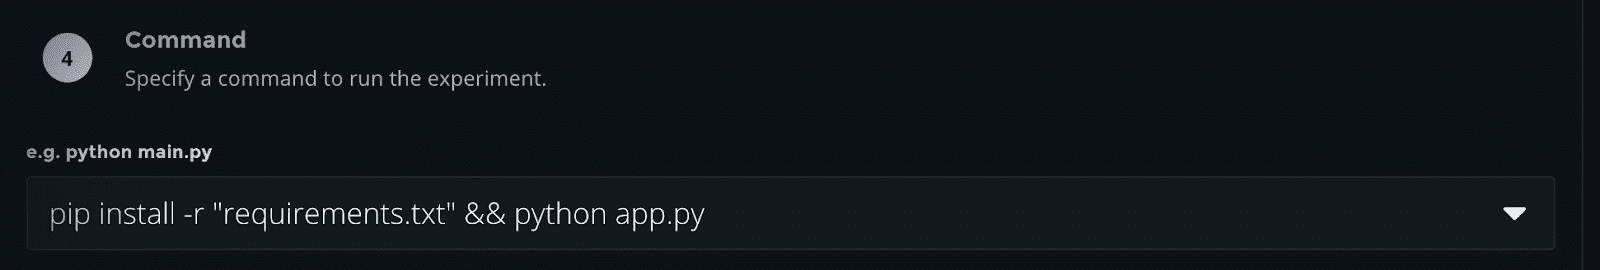 4
Command
Specify a command to run the experiment.
e.g. python main.py
pip install -r "requirements.txt" && python app.py